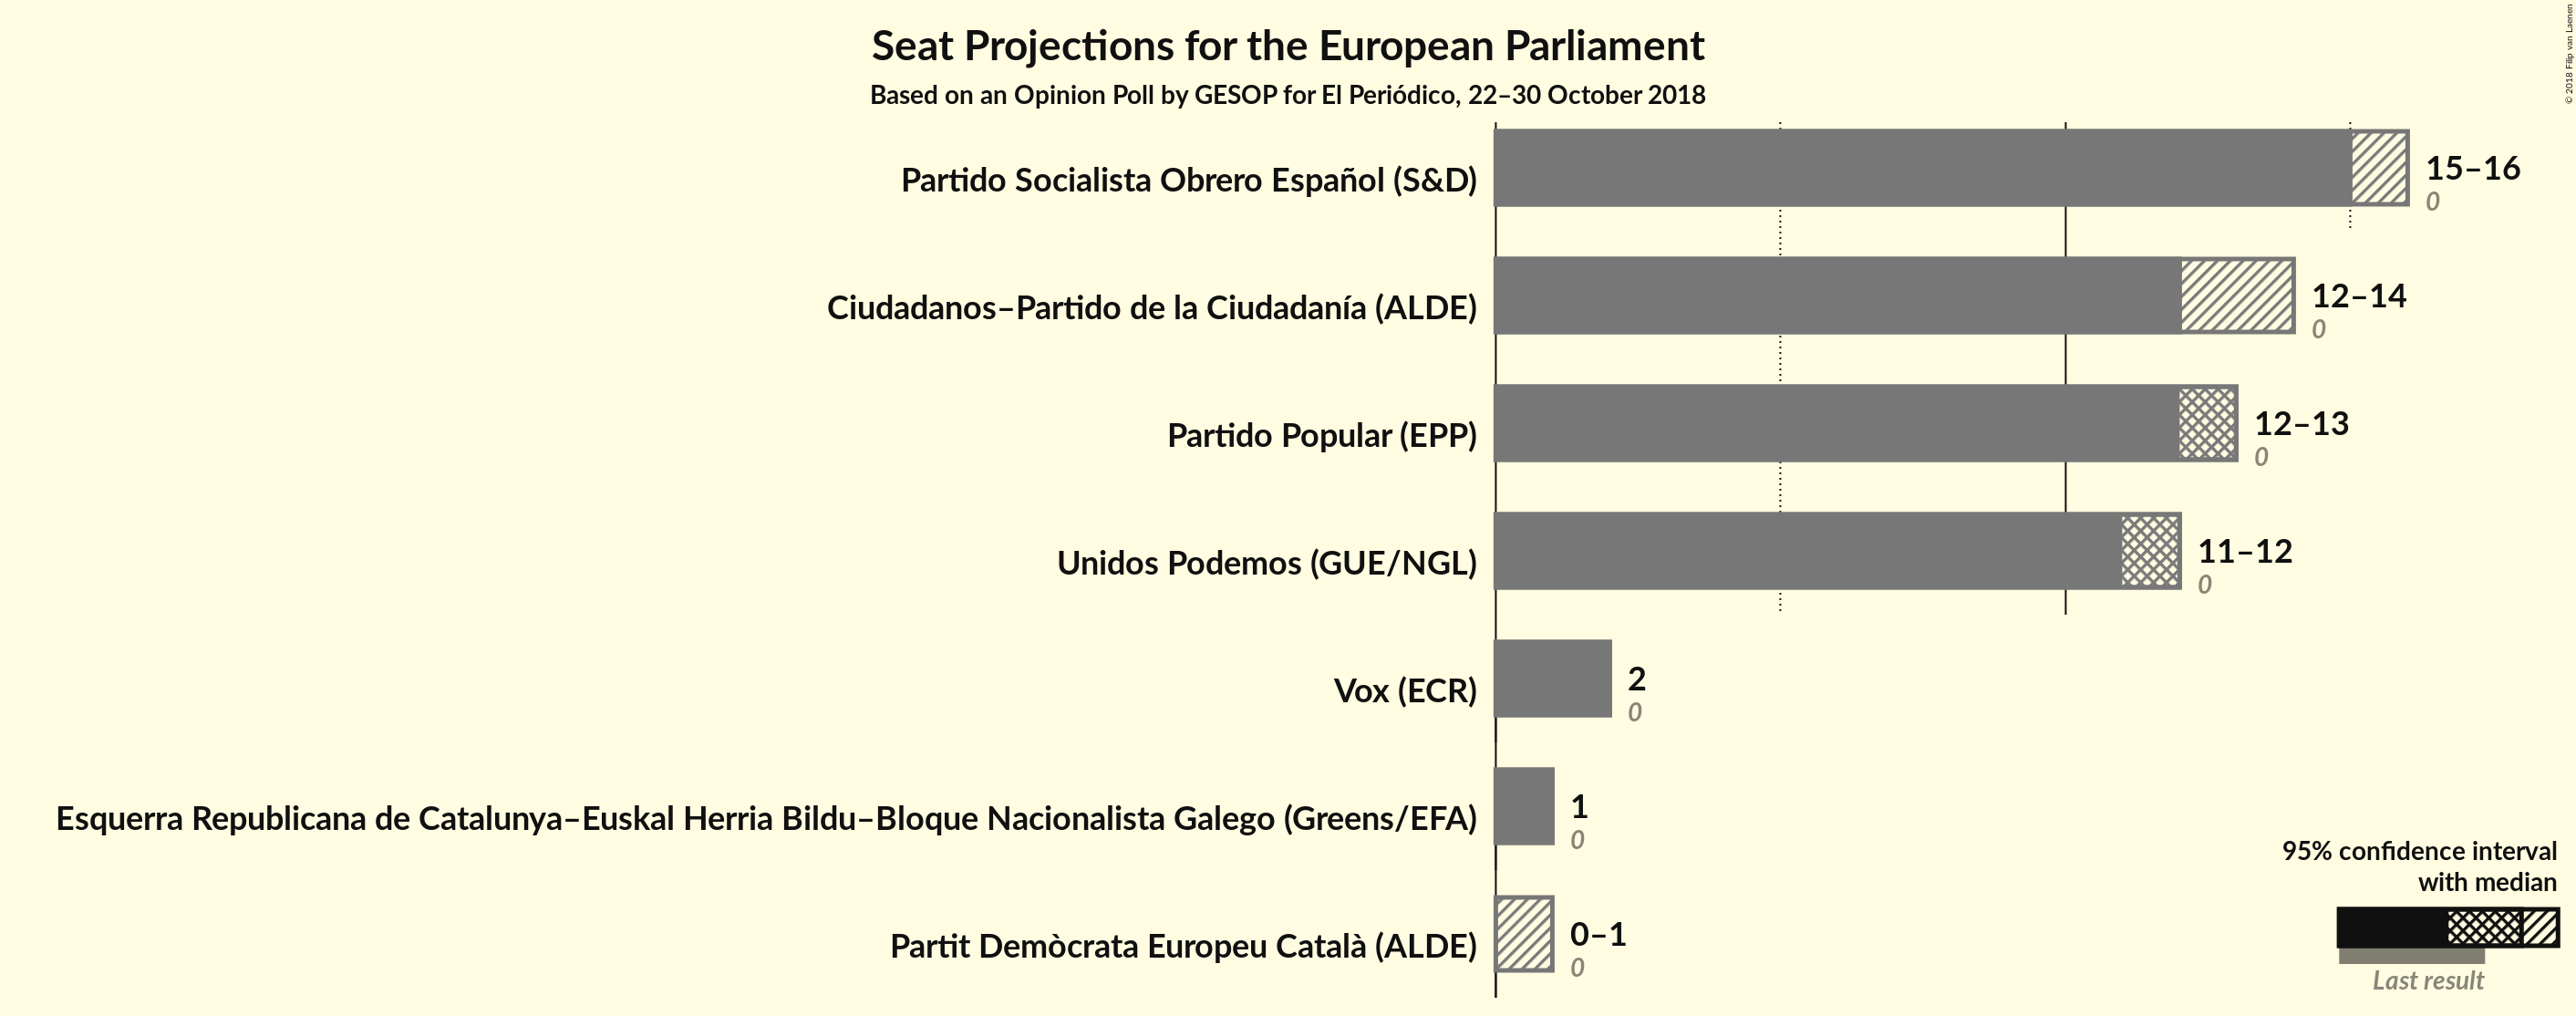 Seat Projections for the European Parliament
Based on an Opinion Poll by GESOP for El Periódico, 22–30 October 2018
© 2018 Filip van Laenen
Partido Socialista Obrero Español (S&D)
15–16
0
Ciudadanos–Partido de la Ciudadanía (ALDE)
12–14
0
Partido Popular (EPP)
12–13
0
Unidos Podemos (GUE/NGL)
11–12
0
Vox (ECR)
2
0
Esquerra Republicana de Catalunya–Euskal Herria Bildu–Bloque Nacionalista Galego (Greens/EFA)
1
0
Partit Demòcrata Europeu Català (ALDE)
0–1
0
95% confidence interval
with median
Last result